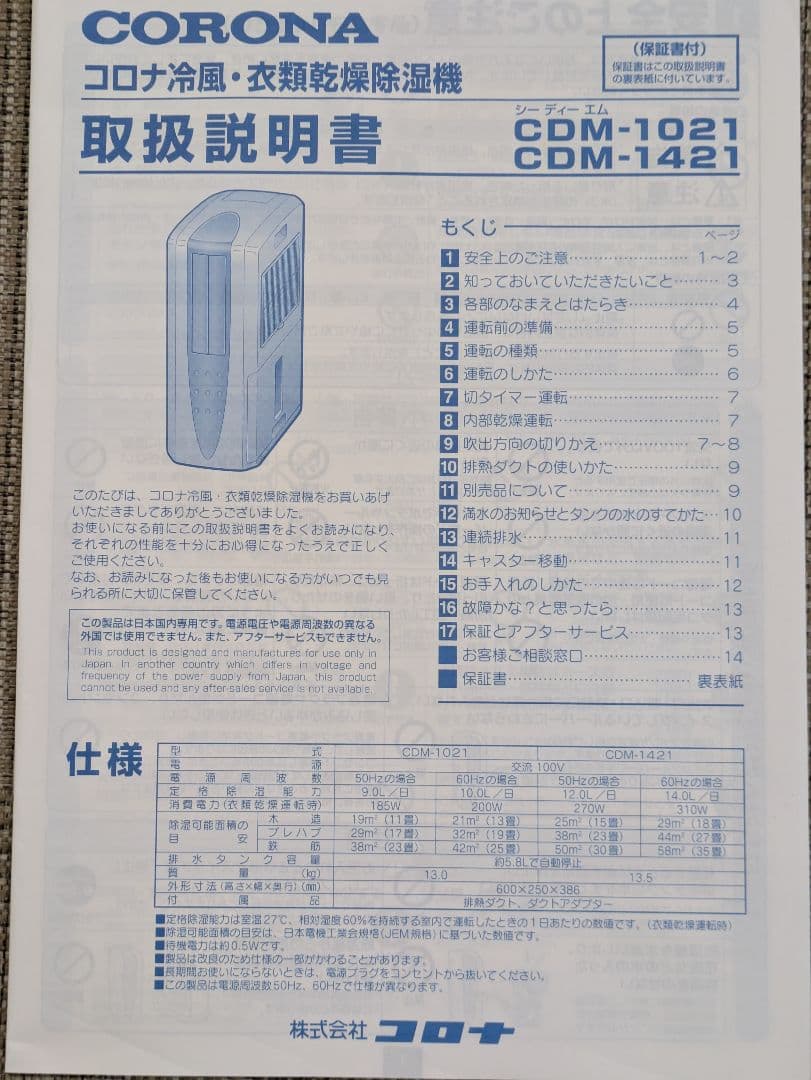 CORONA
コロナ冷風・衣類乾燥除湿機
(保証書付)
保証書はこの取扱説明書
の裏表紙に付いています。
取扱説明書
シー ディー エム
CDM-1021
CDM-1421
もくじ
ページ
1 安全上のご注意 1〜2
2 知っておいていただきたいこと 3
3 各部のなまえとはたらき 4
4 運転前の準備 5
5 運転の種類 5
6 運転のしかた 6
7 切タイマー運転 7
8 内部乾燥運転 7
9 吹出方向の切りかえ 7〜8
10 排熱ダクトの使いかた 9
11 別売品について 9
12 満水のお知らせとタンクの水のすてかた 10
13 連続排水 11
14 キャスター移動 11
15 お手入れのしかた 12
16 故障かな?と思ったら 13
17 保証とアフターサービス 13
■ お客様ご相談窓口 14
■ 保証書 裏表紙
このたびは、コロナ冷風・衣類乾燥除湿機をお買いあげ
いただきましてありがとうございました。
お使いになる前にこの取扱説明書をよくお読みになり、
それぞれの性能を十分にお心得になったうえで正しく
ご使用ください。
なお、お読みになった後もお使いになる方がいつでも見
られる所に大切に保管してください。
この製品は日本国内専用です。電源電圧や電源周波数の異なる
外国では使用できません。また、アフターサービスもできません。
This product is designed and manufactures for use only in
Japan. In another country which differs in voltage and
frequency of the power supply from Japan, this product
cannot be used and any after-sales service is not available.
仕様
型式 CDM-1021 CDM-1421
電源 交流 100V
電源周波数 50Hzの場合 60Hzの場合 50Hzの場合 60Hzの場合
定格除湿能力 9.0L/日 10.0L/日 12.0L/日 14.0L/日
消費電力(衣類乾燥運転時) 185W 200W 270W 310W
除湿可能面積の目安 木造 19m²(11畳) 21m²(13畳) 25m²(15畳) 29m²(18畳)
プレハブ 29m²(17畳) 32m²(19畳) 38m²(23畳) 44m²(27畳)
鉄筋 38m²(23畳) 42m²(25畳) 50m²(30畳) 58m²(35畳)
排水タンク容量 約5.8Lで自動停止
質量(kg) 13.0 13.5
外形寸法(高さ×幅×奥行)(mm) 600×250×386
付属品 排熱ダクト、ダクトアダプター
■定格除湿能力は室温27℃、相対湿度60%を持続する室内で運転したときの1日あたりの数値です。(衣類乾燥運転時)
■除湿可能面積の目安は、日本電機工業会規格(JEM規格)に基づいた数値です。
■待機電力は約0.5Wです。
■製品は改良のため仕様の一部がかわることがあります。
■長期間お使いにならないときは、電源プラグをコンセントから抜いてください。
■この製品は電源周波数50Hz、60Hzで仕様が異なります。
株式会社 コロナ